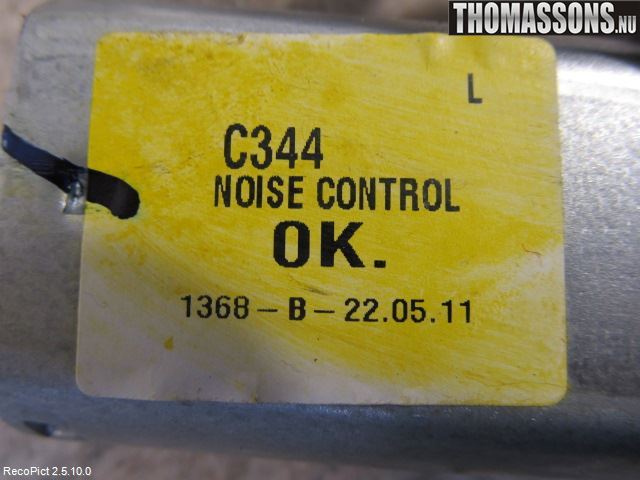 THOMASSONS.NU
L
C344
NOISE CONTROL
OK.
1368-B-22.05.11
RecoPict 2.5.10.0